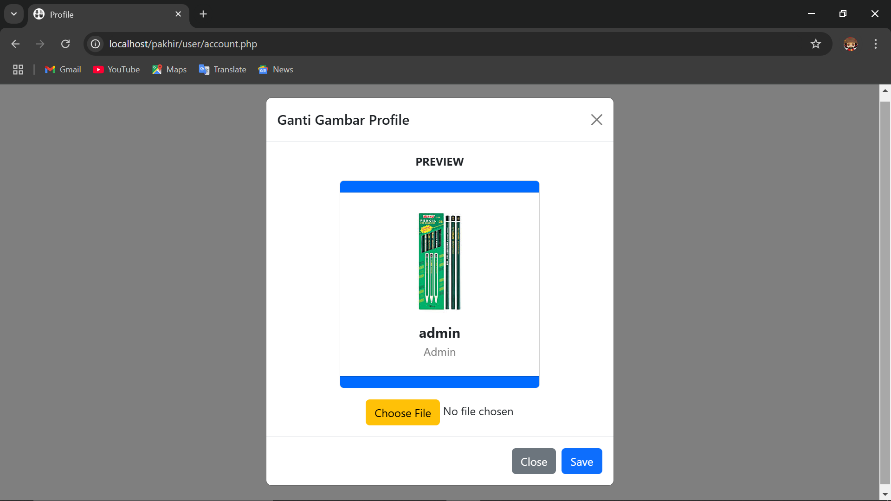 Profile
localhost/pakhir/user/account.php
Gmail YouTube Maps Translate News
Ganti Gambar Profile
PREVIEW
admin
Admin
Choose File No file chosen
Close Save